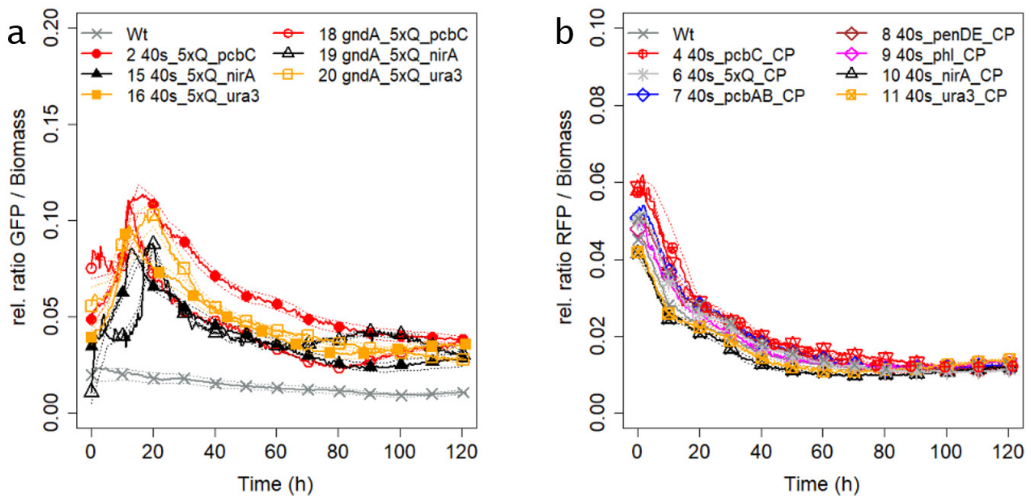 a
Wt
2 40s_5xQ_pcbC
15 40s_5xQ_nirA
16 40s_5xQ_ura3
18 gndA_5xQ_pcbC
19 gndA_5xQ_nirA
20 gndA_5xQ_ura3
rel. ratio GFP / Biomass
0.00
0.05
0.10
0.15
0.20
0 20 40 60 80 100 120
Time (h)
b
Wt
4 40s_pcbC_CP
6 40s_5xQ_CP
7 40s_pcbAB_CP
8 40s_penDE_CP
9 40s_phl_CP
10 40s_nirA_CP
11 40s_ura3_CP
rel. ratio RFP / Biomass
0.00
0.02
0.04
0.06
0.08
0.10
0 20 40 60 80 100 120
Time (h)